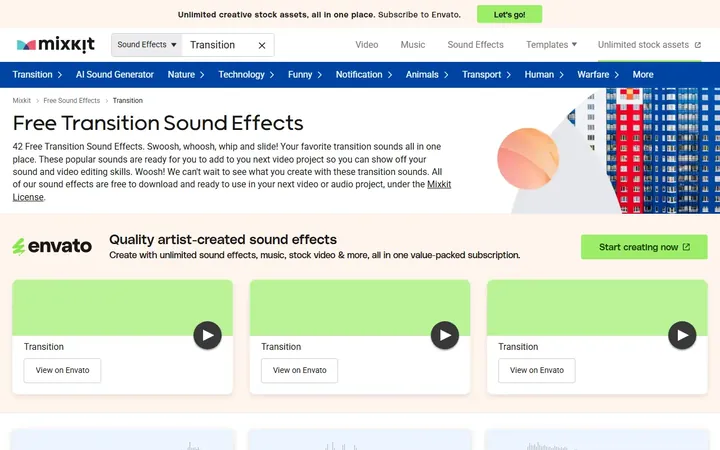 Unlimited creative stock assets, all in one place. Subscribe to Envato.
Let's go!
mixkit
Sound Effects
Transition
Video
Music
Sound Effects
Templates
Unlimited stock assets
Transition
AI Sound Generator
Nature
Technology
Funny
Notification
Animals
Transport
Human
Warfare
More
Mixkit
Free Sound Effects
Transition
Free Transition Sound Effects
42 Free Transition Sound Effects. Swoosh, whoosh, whip and slide! Your favorite transition sounds all in one
place. These popular sounds are ready for you to add to you next video project so you can show off your
sound and video editing skills. Woosh! We can't wait to see what you create with these transition sounds. All
of our sound effects are free to download and ready to use in your next video or audio project, under the Mixkit
License.
envato
Quality artist-created sound effects
Create with unlimited sound effects, music, stock video & more, all in one value-packed subscription.
Start creating now
Transition
View on Envato
Transition
View on Envato
Transition
View on Envato